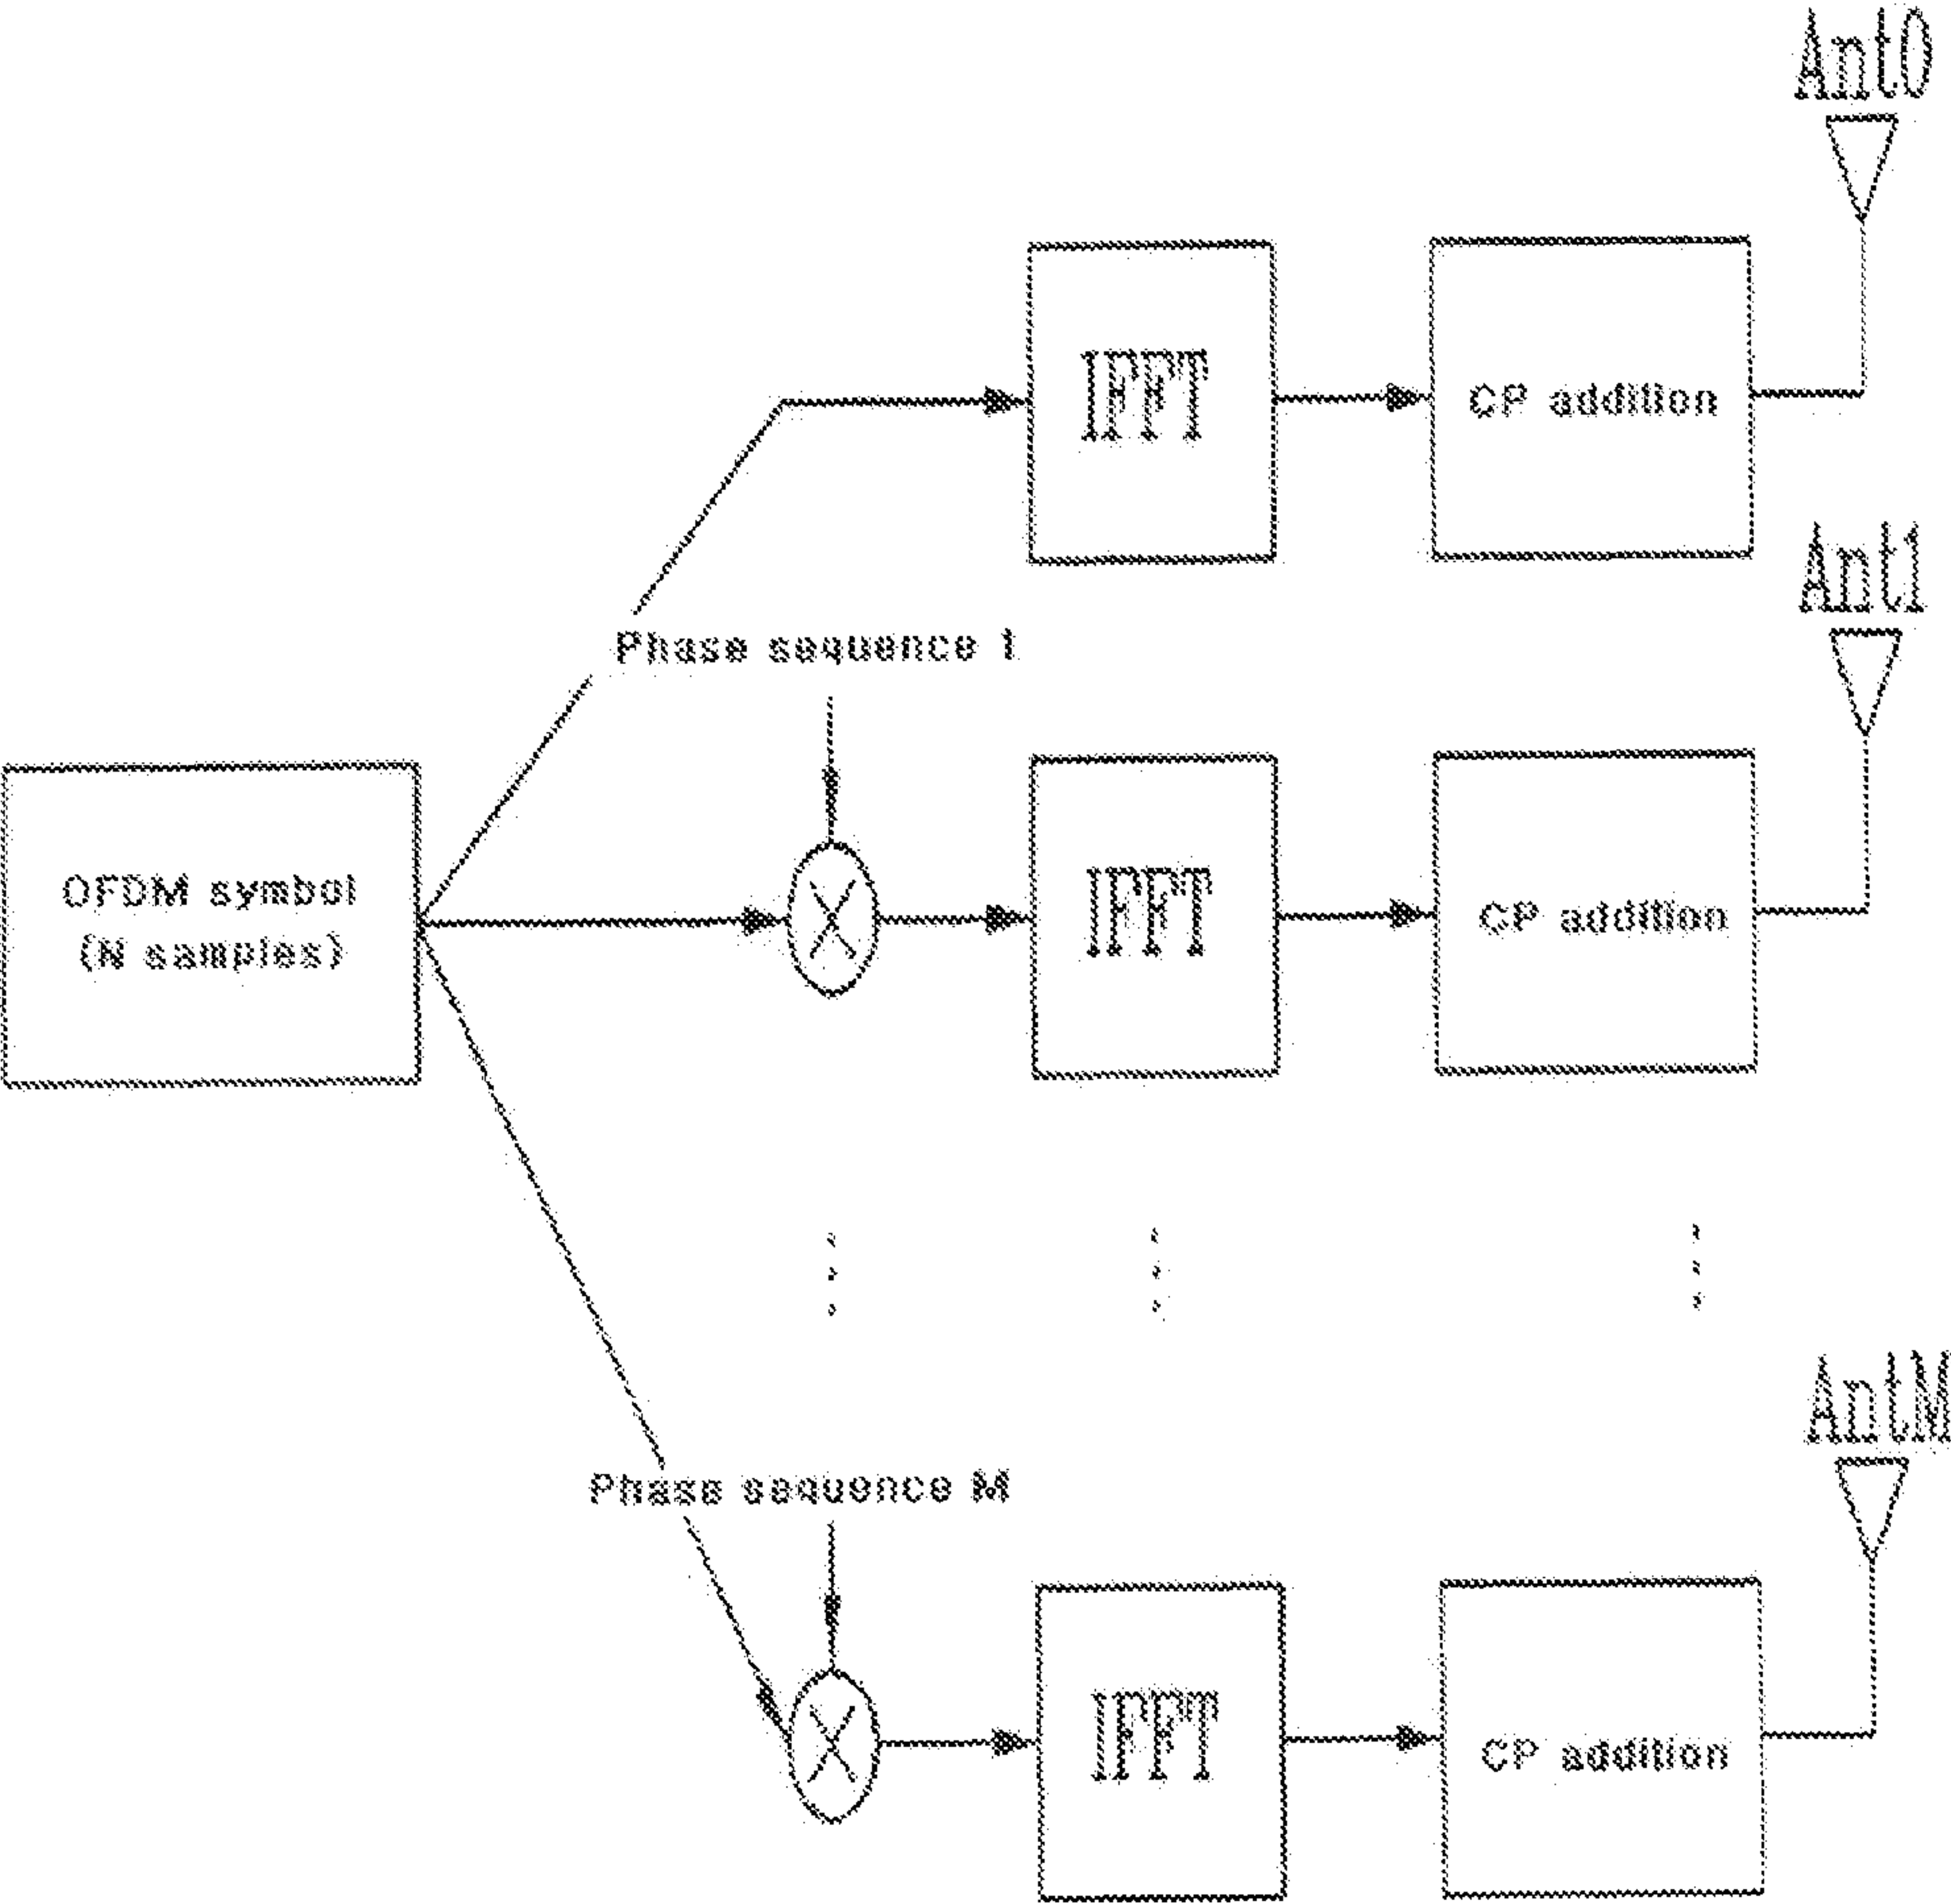 Ant0
IFFT
CP addition
Ant1
Phase sequence 1
OFDM symbol
(N samples)
X
IFFT
CP addition
AntM
Phase sequence M
X
IFFT
CP addition